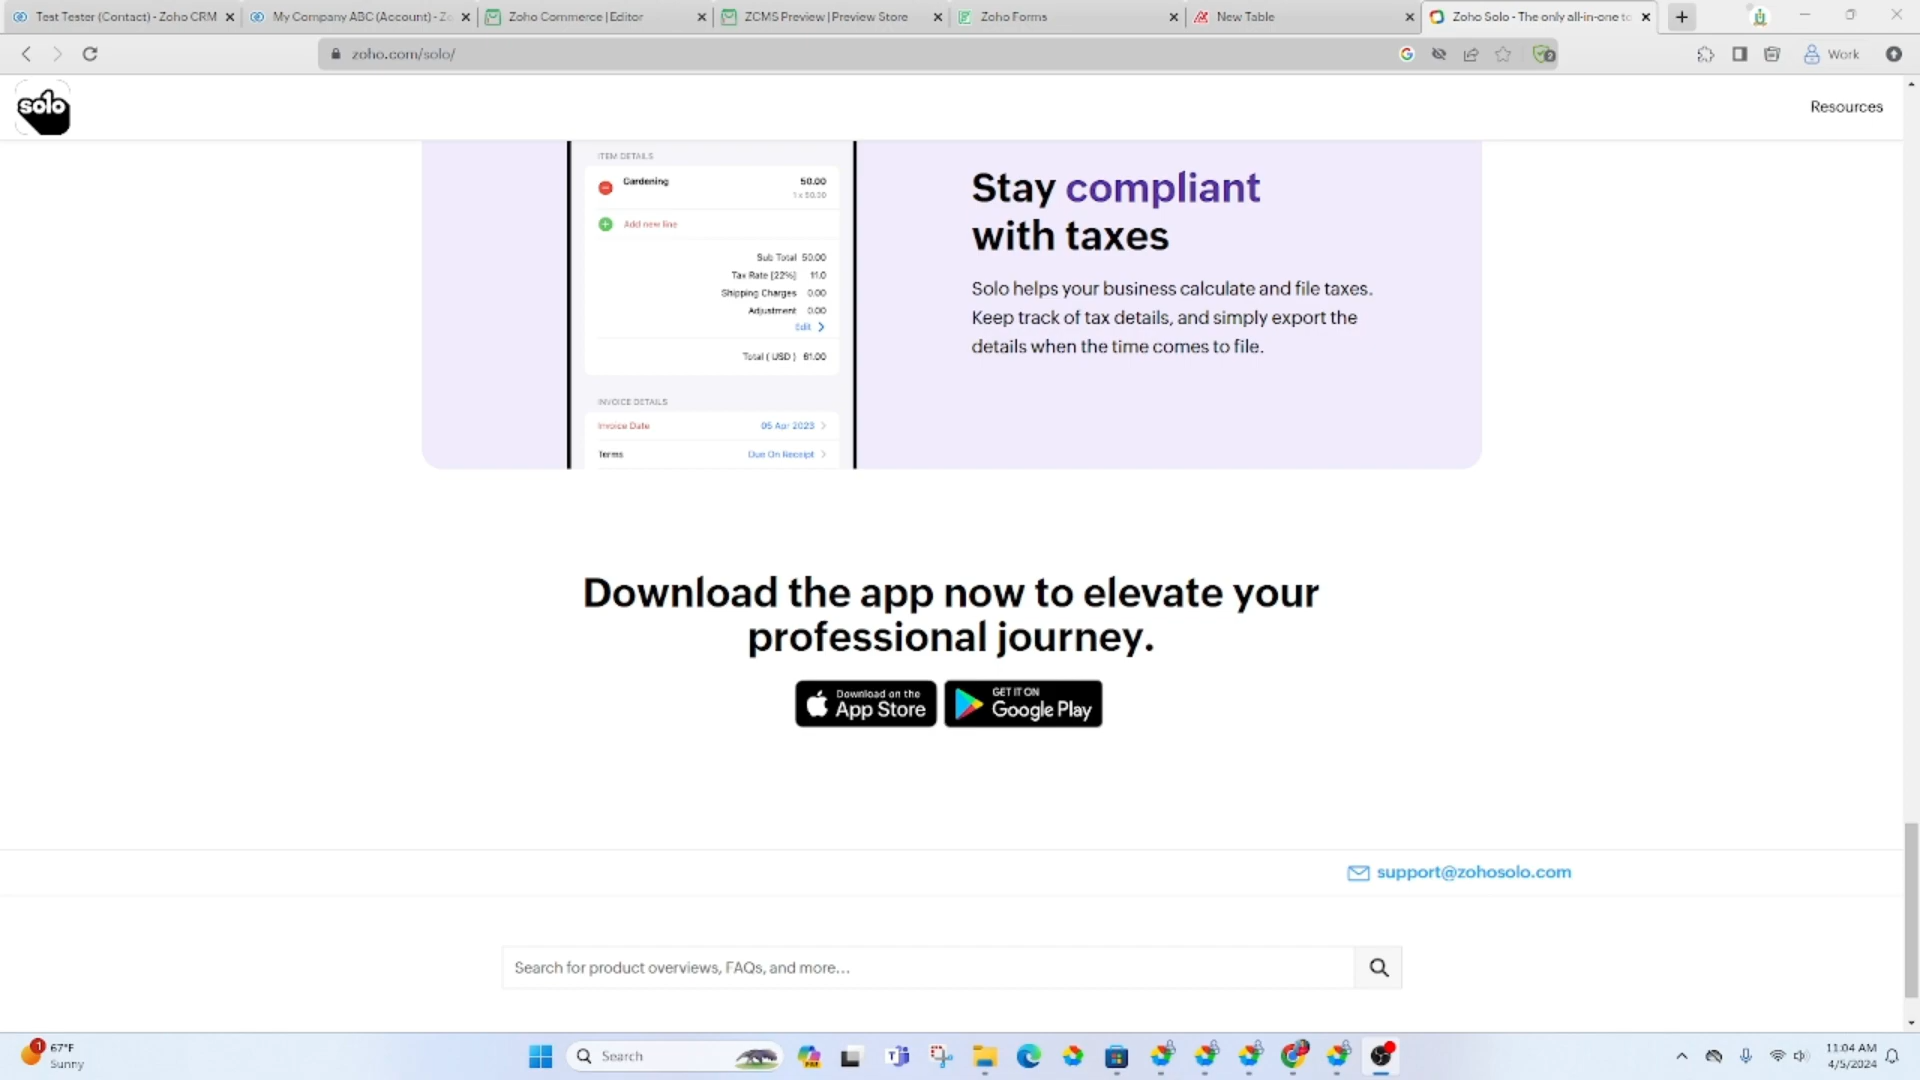 Test Tester (Contact) - Zoho CRM
My Company ABC (Account) - Zo
Zoho Commerce | Editor
ZCMS Preview | Preview Store
Zoho Forms
New Table
Zoho Solo - The only all-in-one to
zoho.com/solo/
Work
solo
Resources
ITEM DETAILS
Gardening 50.00
1 x 50.00
Add new line
Sub Total 50.00
Tax Rate [22%] 11.0
Shipping Charges 0.00
Adjustment 0.00
Edit
Total ( USD ) 61.00
INVOICE DETAILS
Invoice Date 05 Apr 2023
Terms Due On Receipt
Stay compliant
with taxes
Solo helps your business calculate and file taxes.
Keep track of tax details, and simply export the
details when the time comes to file.
Download the app now to elevate your
professional journey.
Download on the
App Store
GET IT ON
Google Play
support@zohosolo.com
Search for product overviews, FAQs, and more...
1
67°F
Sunny
Search
11:04 AM
4/5/2024